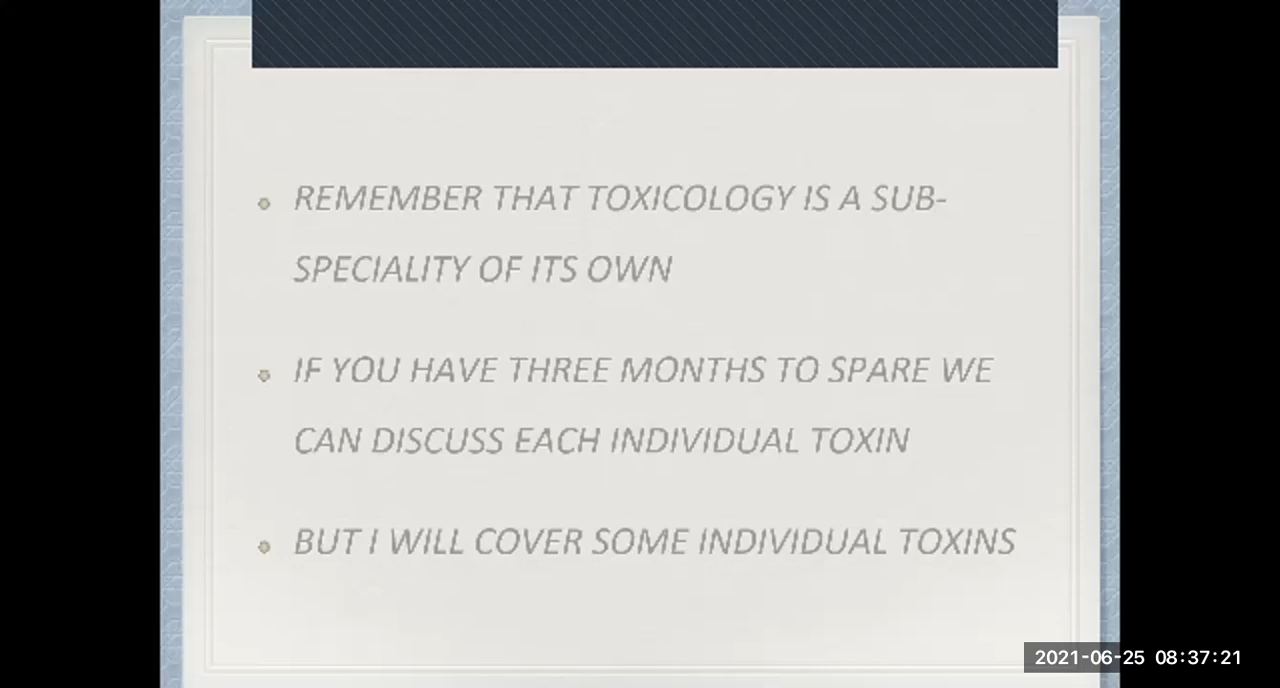 REMEMBER THAT TOXICOLOGY IS A SUB-
SPECIALITY OF ITS OWN
IF YOU HAVE THREE MONTHS TO SPARE WE
CAN DISCUSS EACH INDIVIDUAL TOXIN
BUT I WILL COVER SOME INDIVIDUAL TOXINS
2021-06-25 08:37:21